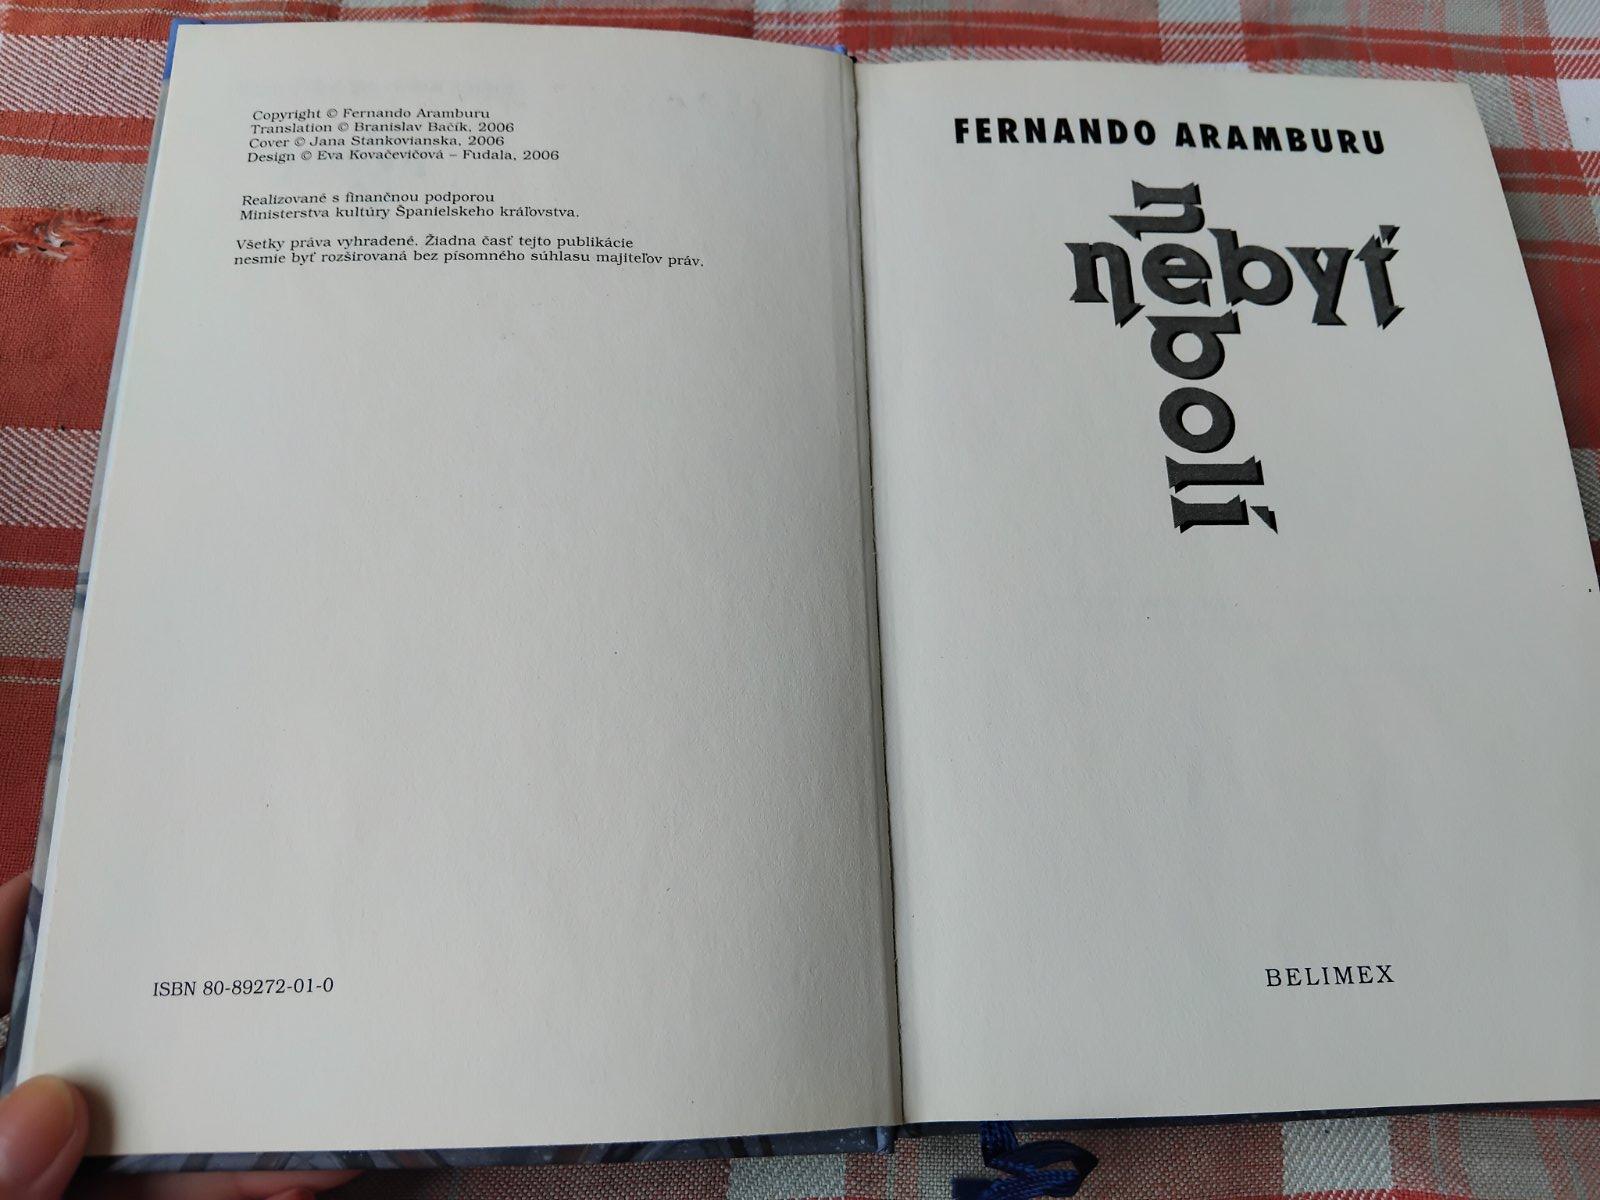 Copyright © Fernando Aramburu
Translation © Branislav Bačík, 2006
Cover © Jana Stankovianska, 2006
Design © Eva Kovačevičová – Fudala, 2006
Realizované s finančnou podporou
Ministerstva kultúry Španielskeho kráľovstva.
Všetky práva vyhradené. Žiadna časť tejto publikácie
nesmie byť rozširovaná bez písomného súhlasu majiteľov práv.
ISBN 80-89272-01-0
FERNANDO ARAMBURU
nebyť
nebolí
BELIMEX